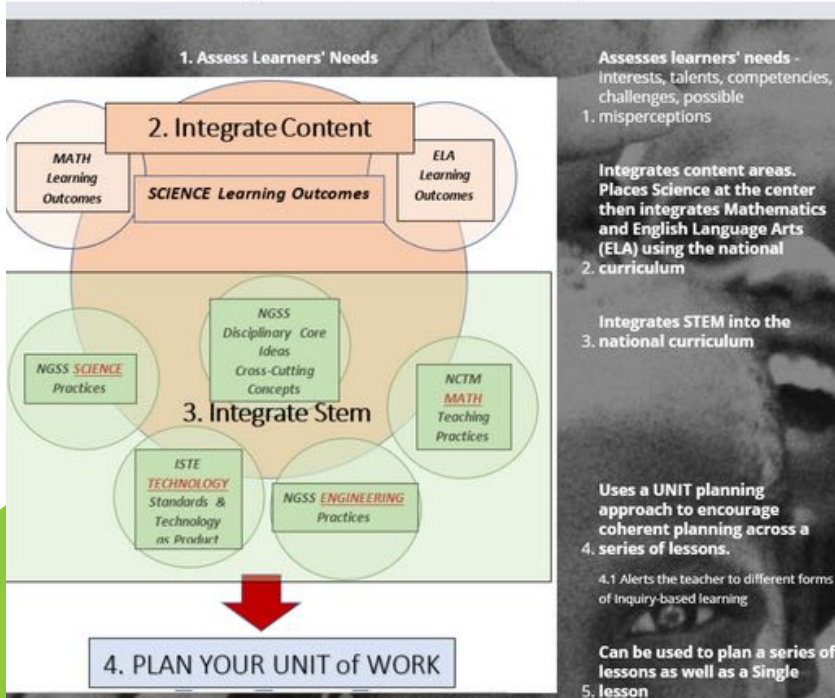 1. Assess Learners' Needs
2. Integrate Content
MATH
Learning
Outcomes
SCIENCE Learning Outcomes
ELA
Learning
Outcomes
NGSS SCIENCE
Practices
NGSS
Disciplinary Core
Ideas
Cross-Cutting
Concepts
3. Integrate Stem
NCTM
MATH
Teaching
Practices
ISTE
TECHNOLOGY
Standards &
Technology
as Product
NGSS ENGINEERING
Practices
4. PLAN YOUR UNIT of WORK
Assesses learners' needs -
interests, talents, competencies,
challenges, possible
1. misperceptions
Integrates content areas.
Places Science at the center
then integrates Mathematics
and English Language Arts
(ELA) using the national
2. curriculum
Integrates STEM into the
3. national curriculum
Uses a UNIT planning
approach to encourage
coherent planning across a
4. series of lessons.
4.1 Alerts the teacher to different forms
of Inquiry-based learning
Can be used to plan a series of
lessons as well as a Single
5. lesson